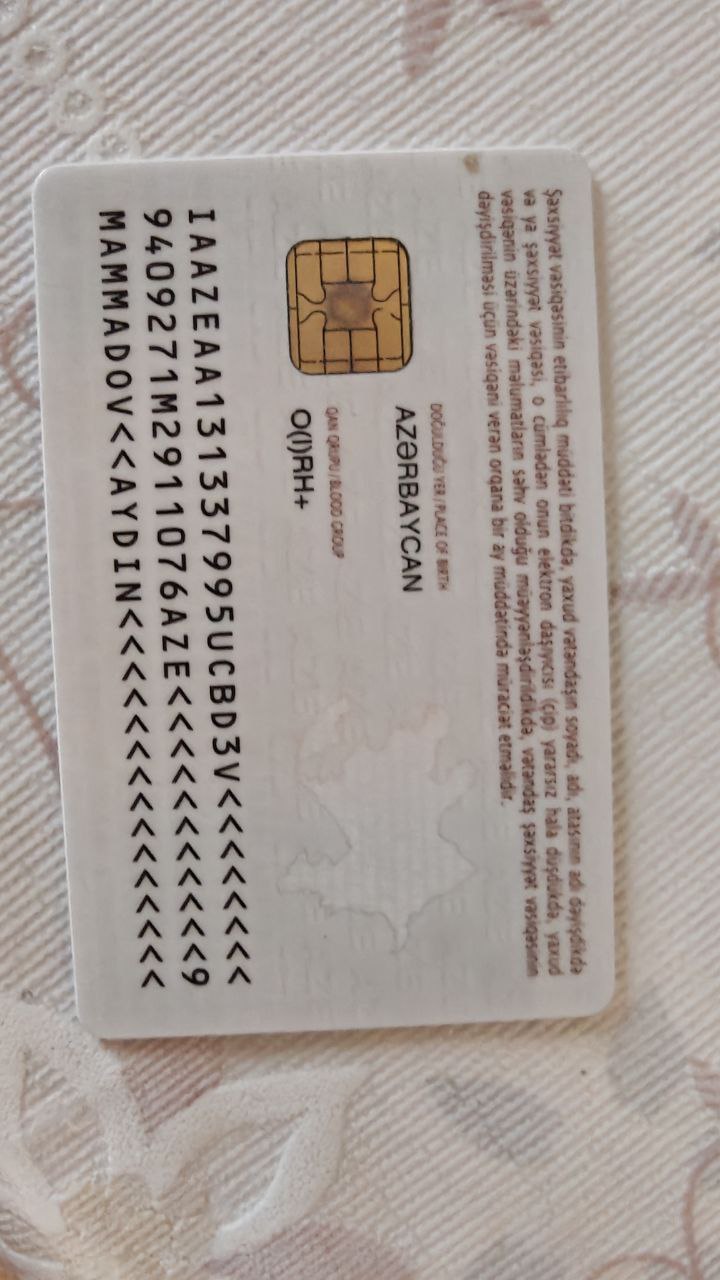 Şəxsiyyət vəsiqəsinin etibarlılıq müddəti bitdikdə, yaxud vətəndaşın soyadı, adı, atasının adı dəyişdikdə
və ya şəxsiyyət vəsiqəsi, o cümlədən onun elektron daşıyıcısı (çip) yararsız hala düşdükdə, yaxud
vəsiqənin üzərindəki məlumatların səhv olduğu müəyyənləşdirildikdə, vətəndaş şəxsiyyət vəsiqəsinin
dəyişdirilməsi üçün vəsiqəni verən orqana bir ay müddətində müraciət etməlidir.
DOĞULDUĞU YER / PLACE OF BIRTH
AZƏRBAYCAN
QAN QRUPU / BLOOD GROUP
O(I)RH+
IAAZEAA131337995UCBD3V<<<<<<<<
9409271M2911076AZE<<<<<<<<<<<9
MAMMADOV<<AYDIN<<<<<<<<<<<<<<<